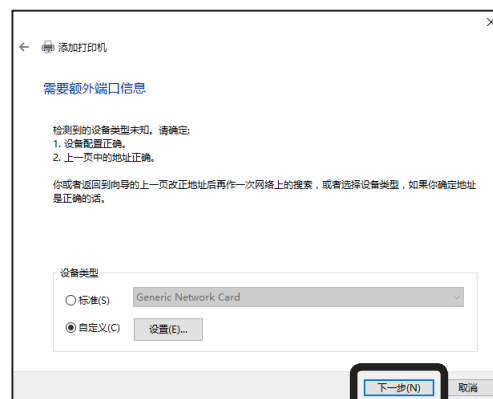 添加打印机
需要额外端口信息
检测到的设备类型未知。请确定:
1. 设备配置正确。
2. 上一页中的地址正确。
你或者返回到向导的上一页改正地址后再作一次网络上的搜索，或者选择设备类型，如果你确定地址
是正确的话。
设备类型
标准(S) Generic Network Card
自定义(C) 设置(E)...
下一步(N) 取消